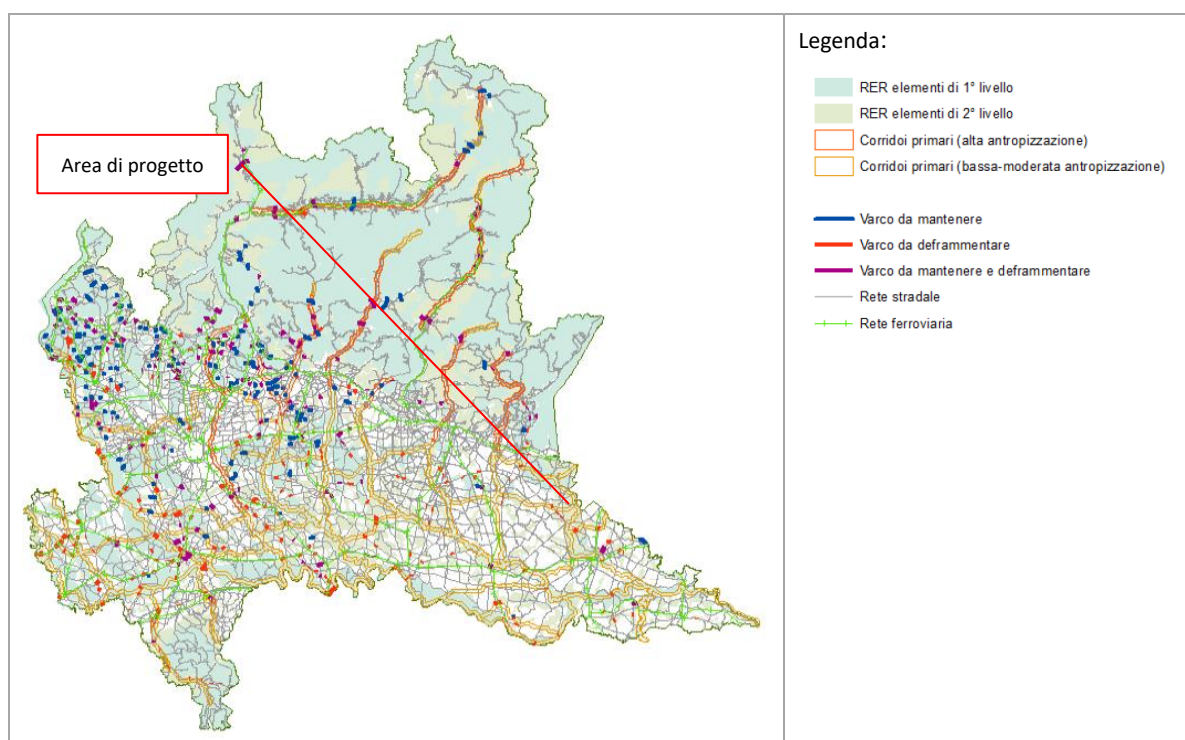 Area di progetto
Legenda:
RER elementi di 1° livello
RER elementi di 2° livello
Corridoi primari (alta antropizzazione)
Corridoi primari (bassa-moderata antropizzazione)
Varco da mantenere
Varco da deframmentare
Varco da mantenere e deframmentare
Rete stradale
Rete ferroviaria